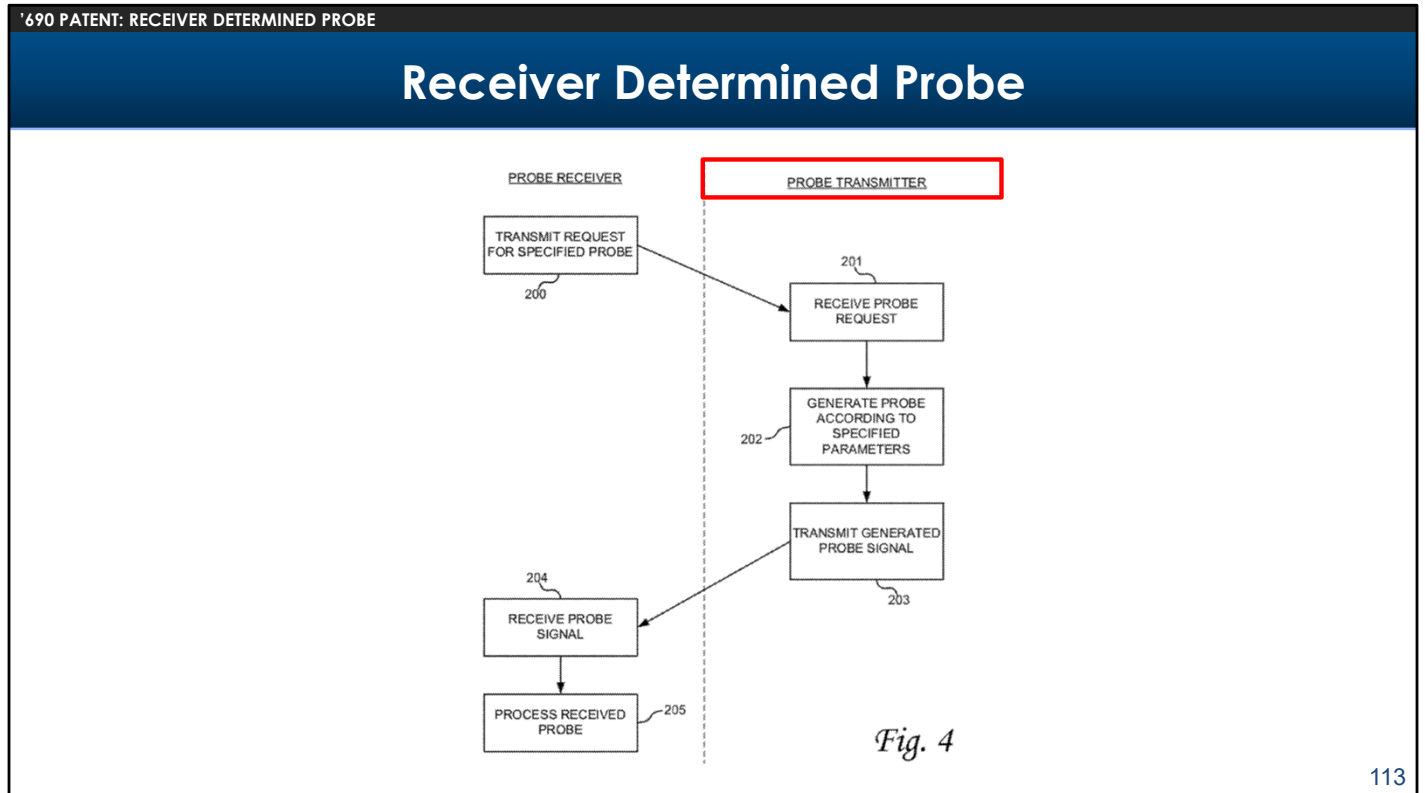 '690 PATENT: RECEIVER DETERMINED PROBE
Receiver Determined Probe
PROBE RECEIVER
PROBE TRANSMITTER
TRANSMIT REQUEST
FOR SPECIFIED PROBE
200
201
RECEIVE PROBE
REQUEST
GENERATE PROBE
ACCORDING TO
SPECIFIED
PARAMETERS
202
TRANSMIT GENERATED
PROBE SIGNAL
203
204
RECEIVE PROBE
SIGNAL
PROCESS RECEIVED
PROBE
205
Fig. 4
113